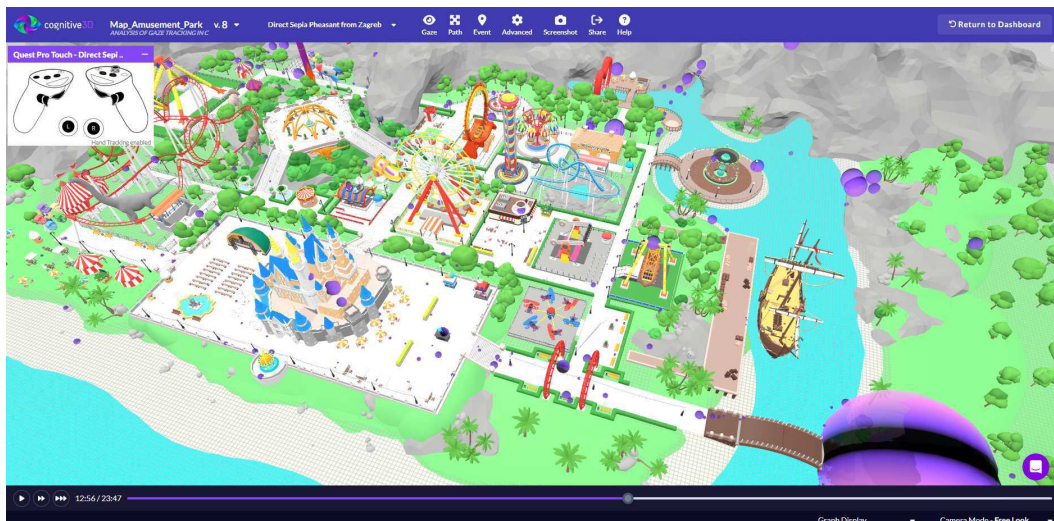 cognitive3D
Map_Amusement_Park v. 8
ANALYSIS OF GAZE TRACKING IN C
Direct Sepia Pheasant from Zagreb
Gaze
Path
Event
Advanced
Screenshot
Share
Help
Return to Dashboard
Quest Pro Touch - Direct Sepi ..
L R
Hand Tracking enabled
12:56 / 23:47
Graph Display
Camera Mode - Free Look